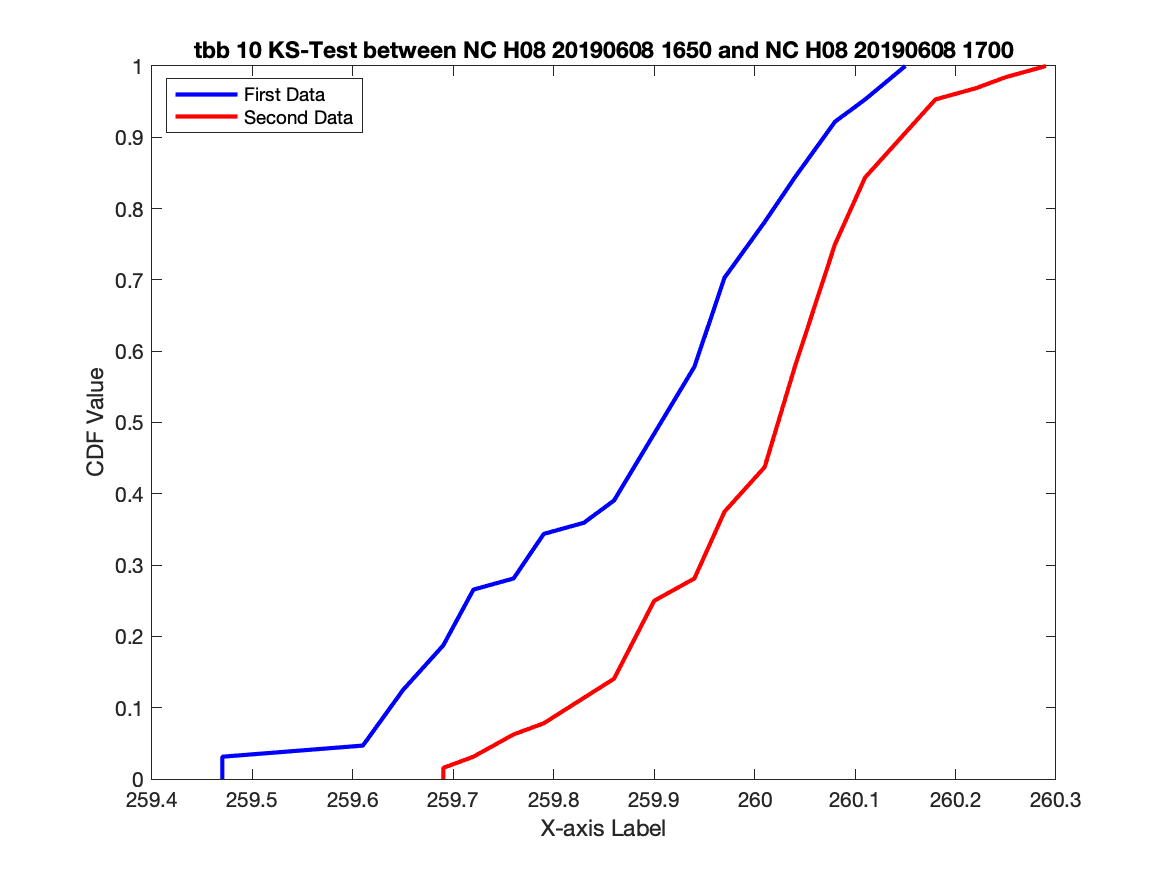 tbb 10 KS-Test between NC H08 20190608 1650 and NC H08 20190608 1700
First Data
Second Data
1
0.9
0.8
0.7
0.6
0.5
0.4
0.3
0.2
0.1
0
CDF Value
259.4 259.5 259.6 259.7 259.8 259.9 260 260.1 260.2 260.3
X-axis Label